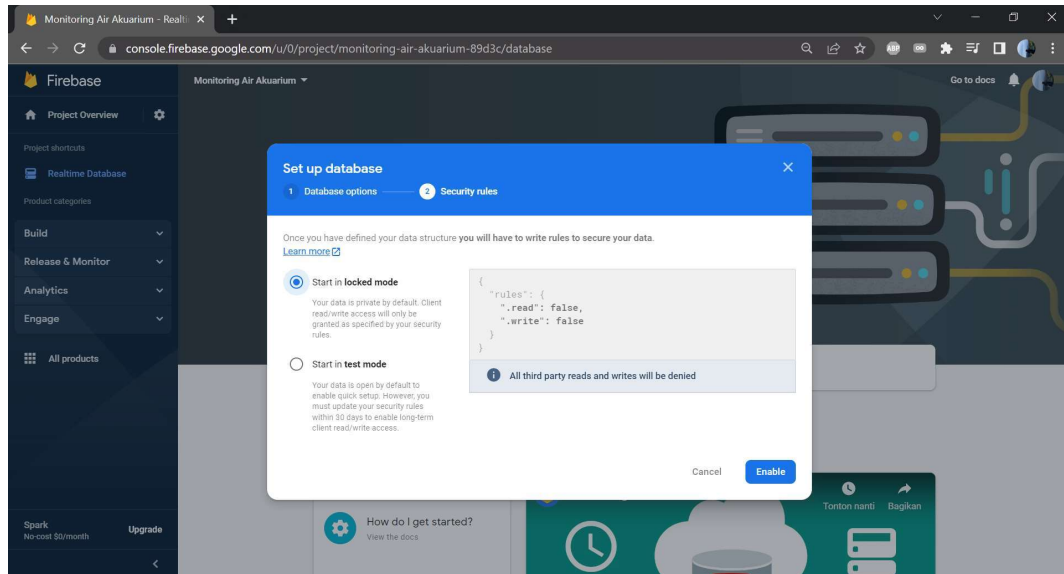 Monitoring Air Akuarium - Realti
console.firebase.google.com/u/0/project/monitoring-air-akuarium-89d3c/database
ABP
Firebase
Monitoring Air Akuarium
Go to docs
Project Overview
Project shortcuts
Realtime Database
Product categories
Build
Release & Monitor
Analytics
Engage
All products
Spark
No-cost $0/month
Upgrade
Set up database
1 Database options
2 Security rules
Once you have defined your data structure you will have to write rules to secure your data.
Learn more
Start in locked mode
Your data is private by default. Client
read/write access will only be
granted as specified by your security
rules.
{
"rules": {
".read": false,
".write": false
}
}
All third party reads and writes will be denied
Start in test mode
Your data is open by default to
enable quick setup. However, you
must update your security rules
within 30 days to enable long-term
client read/write access.
Cancel
Enable
How do I get started?
View the docs
Tonton nanti
Bagikan